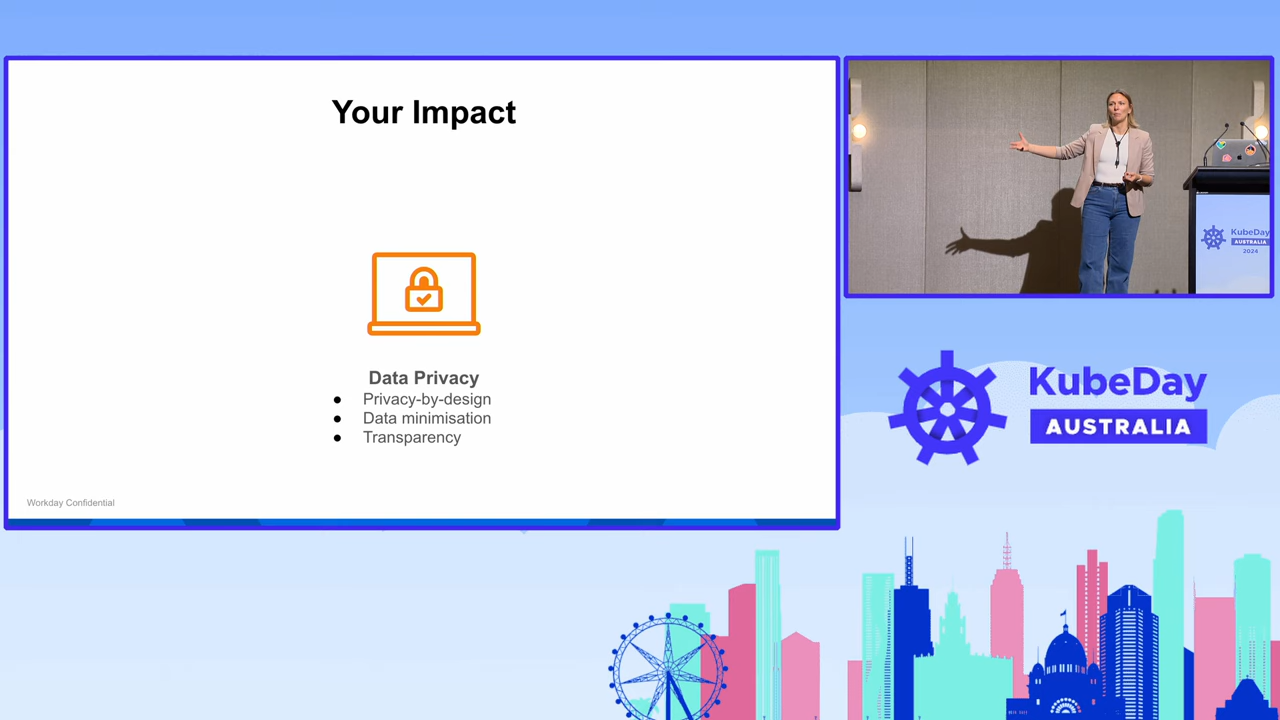 Your Impact
Data Privacy
● Privacy-by-design
● Data minimisation
● Transparency
Workday Confidential
KubeDay
AUSTRALIA
2024
KubeDay
AUSTRALIA